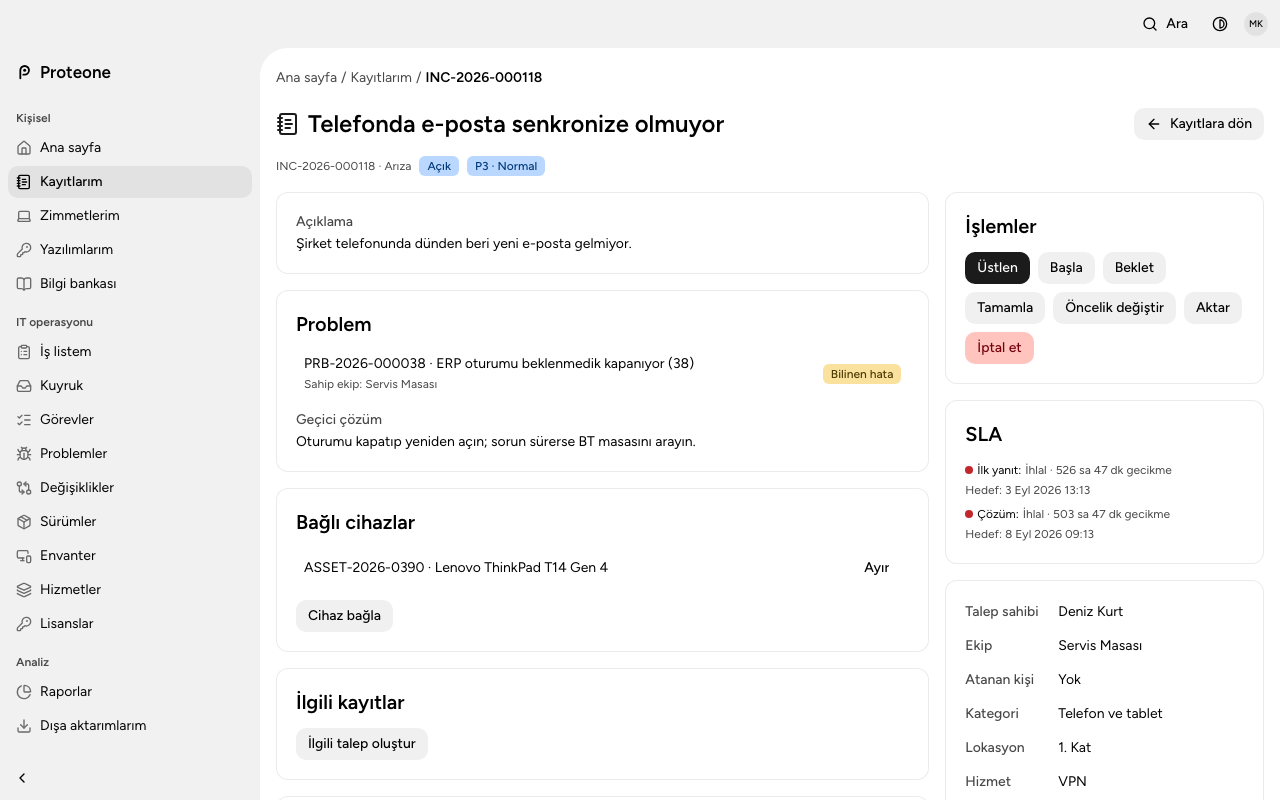 Ara
MK
Proteone
Kişisel
Ana sayfa
Kayıtlarım
Zimmetlerim
Yazılımlarım
Bilgi bankası
IT operasyonu
İş listem
Kuyruk
Görevler
Problemler
Değişiklikler
Sürümler
Envanter
Hizmetler
Lisanslar
Analiz
Raporlar
Dışa aktarımlarım
Ana sayfa / Kayıtlarım / INC-2026-000118
Telefonda e-posta senkronize olmuyor
Kayıtlara dön
INC-2026-000118 · Arıza Açık P3 · Normal
Açıklama
Şirket telefonunda dünden beri yeni e-posta gelmiyor.
Problem
PRB-2026-000038 · ERP oturumu beklenmedik kapanıyor (38)
Sahip ekip: Servis Masası
Bilinen hata
Geçici çözüm
Oturumu kapatıp yeniden açın; sorun sürerse BT masasını arayın.
Bağlı cihazlar
ASSET-2026-0390 · Lenovo ThinkPad T14 Gen 4 Ayır
Cihaz bağla
İlgili kayıtlar
İlgili talep oluştur
İşlemler
Üstlen Başla Beklet
Tamamla Öncelik değiştir Aktar
İptal et
SLA
İlk yanıt: İhlal · 526 sa 47 dk gecikme
Hedef: 3 Eyl 2026 13:13
Çözüm: İhlal · 503 sa 47 dk gecikme
Hedef: 8 Eyl 2026 09:13
Talep sahibi Deniz Kurt
Ekip Servis Masası
Atanan kişi Yok
Kategori Telefon ve tablet
Lokasyon 1. Kat
Hizmet VPN